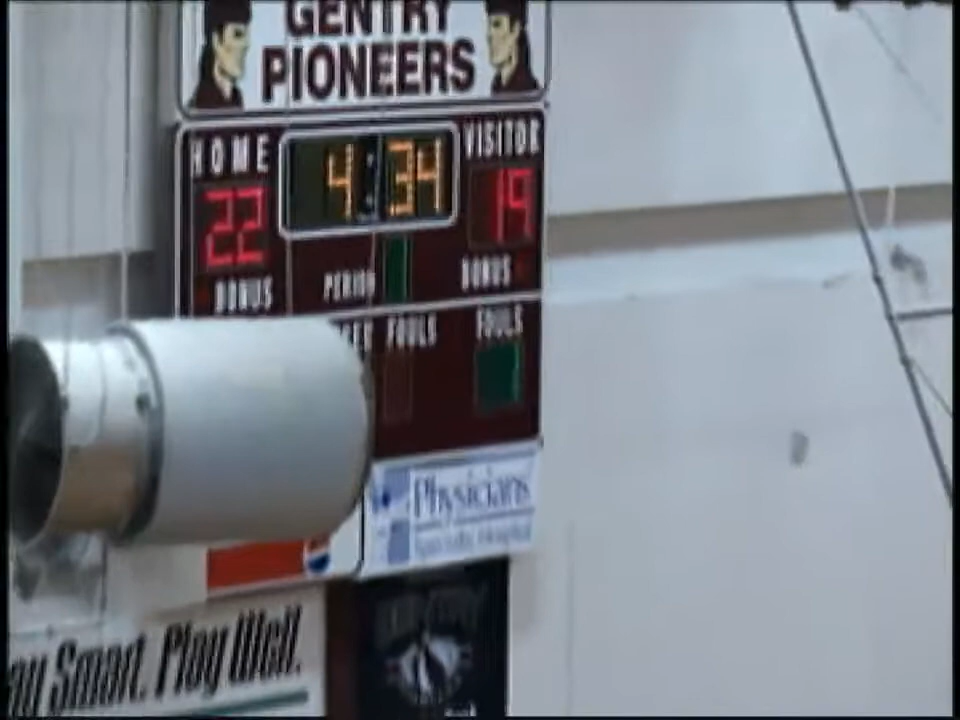 GENTRY
PIONEERS
HOME 4:34 VISITOR
22 19
BONUS PERIOD BONUS
FOULS FOULS
Physicians
Specialty Hospital
Smart. Play Well.